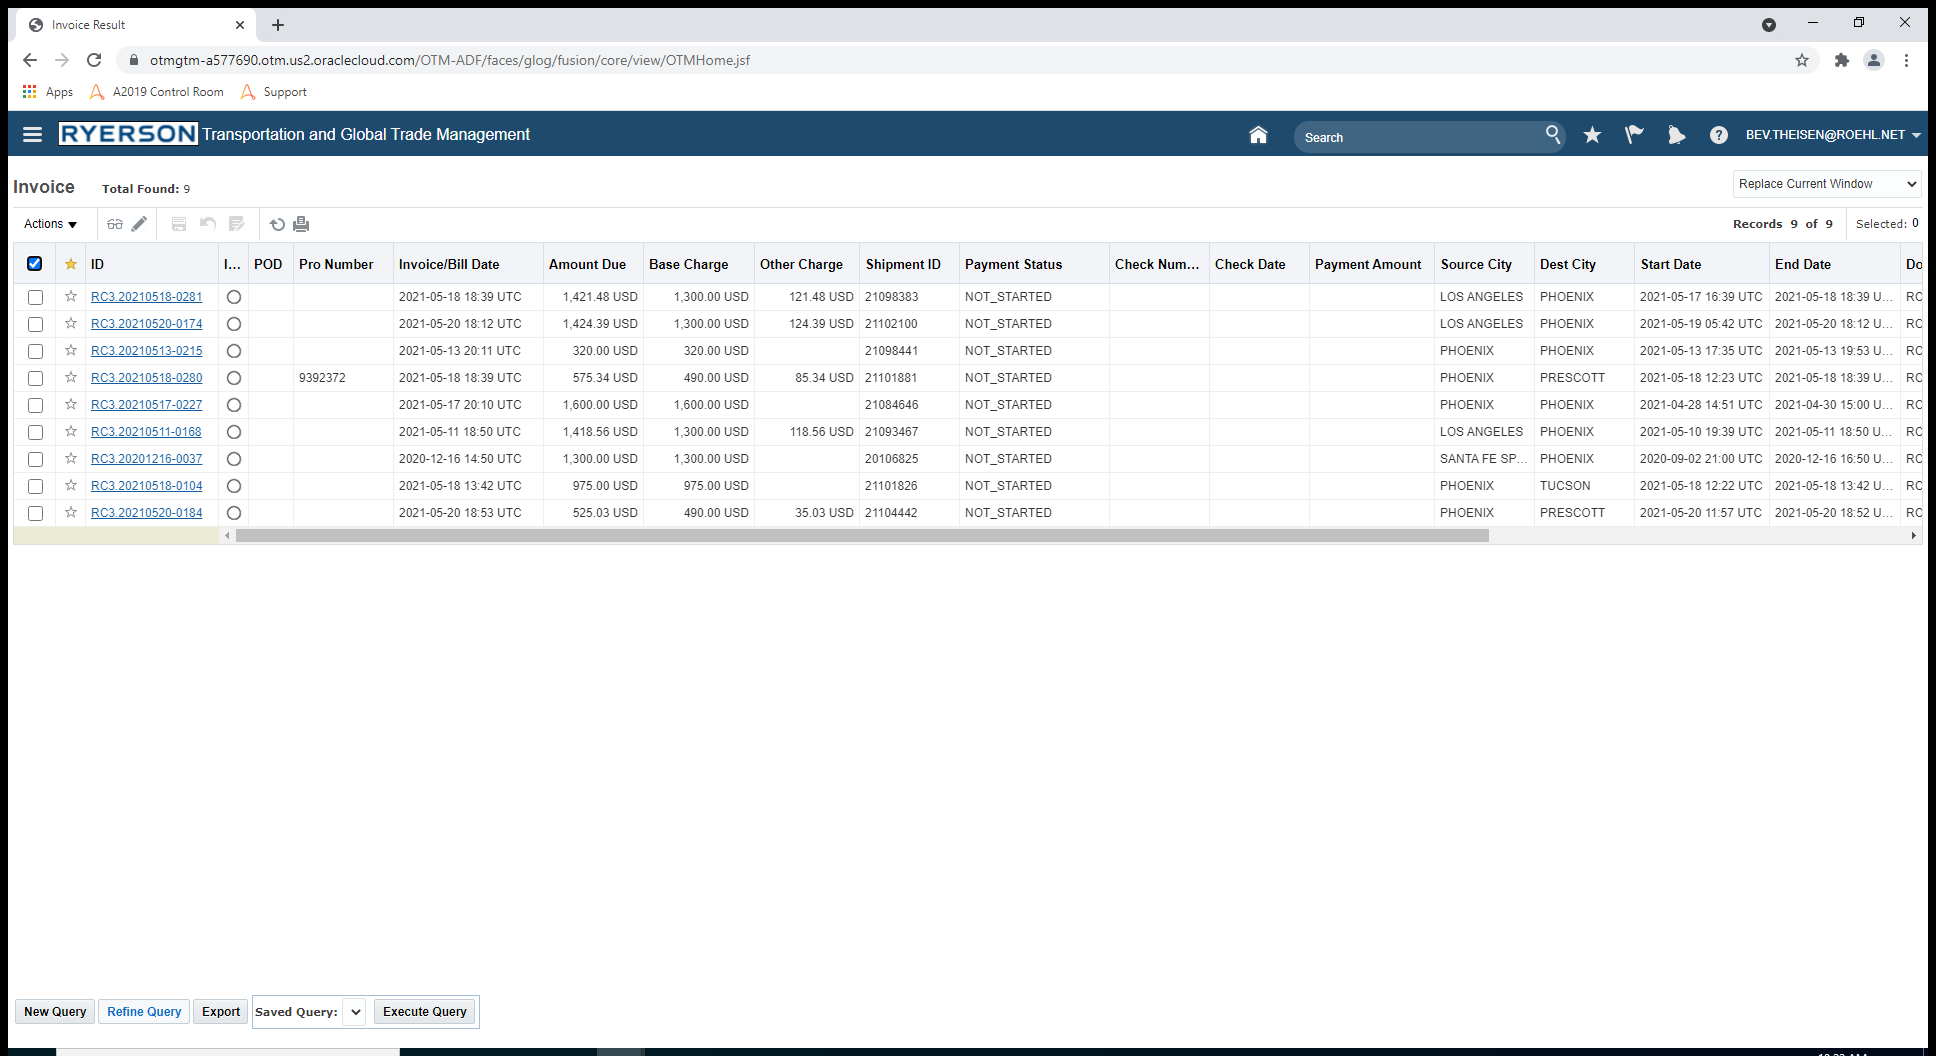 Invoice Result
otmgtm-a577690.otm.us2.oraclecloud.com/OTM-ADF/faces/glog/fusion/core/view/OTMHome.jsf
Apps A2019 Control Room Support
RYERSON Transportation and Global Trade Management Search BEV.THEISEN@ROEHL.NET
Invoice Total Found: 9 Replace Current Window
Actions Records 9 of 9 Selected: 0
ID I... POD Pro Number Invoice/Bill Date Amount Due Base Charge Other Charge Shipment ID Payment Status Check Num... Check Date Payment Amount Source City Dest City Start Date End Date Do
RC3.20210518-0281 2021-05-18 18:39 UTC 1,421.48 USD 1,300.00 USD 121.48 USD 21098383 NOT_STARTED LOS ANGELES PHOENIX 2021-05-17 16:39 UTC 2021-05-18 18:39 U... RC
RC3.20210520-0174 2021-05-20 18:12 UTC 1,424.39 USD 1,300.00 USD 124.39 USD 21102100 NOT_STARTED LOS ANGELES PHOENIX 2021-05-19 05:42 UTC 2021-05-20 18:12 U... RC
RC3.20210513-0215 2021-05-13 20:11 UTC 320.00 USD 320.00 USD 21098441 NOT_STARTED PHOENIX PHOENIX 2021-05-13 17:35 UTC 2021-05-13 19:53 U... RC
RC3.20210518-0280 9392372 2021-05-18 18:39 UTC 575.34 USD 490.00 USD 85.34 USD 21101881 NOT_STARTED PHOENIX PRESCOTT 2021-05-18 12:23 UTC 2021-05-18 18:39 U... RC
RC3.20210517-0227 2021-05-17 20:10 UTC 1,600.00 USD 1,600.00 USD 21084646 NOT_STARTED PHOENIX PHOENIX 2021-04-28 14:51 UTC 2021-04-30 15:00 U... RC
RC3.20210511-0168 2021-05-11 18:50 UTC 1,418.56 USD 1,300.00 USD 118.56 USD 21093467 NOT_STARTED LOS ANGELES PHOENIX 2021-05-10 19:39 UTC 2021-05-11 18:50 U... RC
RC3.20201216-0037 2020-12-16 14:50 UTC 1,300.00 USD 1,300.00 USD 20106825 NOT_STARTED SANTA FE SP... PHOENIX 2020-09-02 21:00 UTC 2020-12-16 16:50 U... RC
RC3.20210518-0104 2021-05-18 13:42 UTC 975.00 USD 975.00 USD 21101826 NOT_STARTED PHOENIX TUCSON 2021-05-18 12:22 UTC 2021-05-18 13:42 U... RC
RC3.20210520-0184 2021-05-20 18:53 UTC 525.03 USD 490.00 USD 35.03 USD 21104442 NOT_STARTED PHOENIX PRESCOTT 2021-05-20 11:57 UTC 2021-05-20 18:52 U... RC
New Query Refine Query Export Saved Query: Execute Query